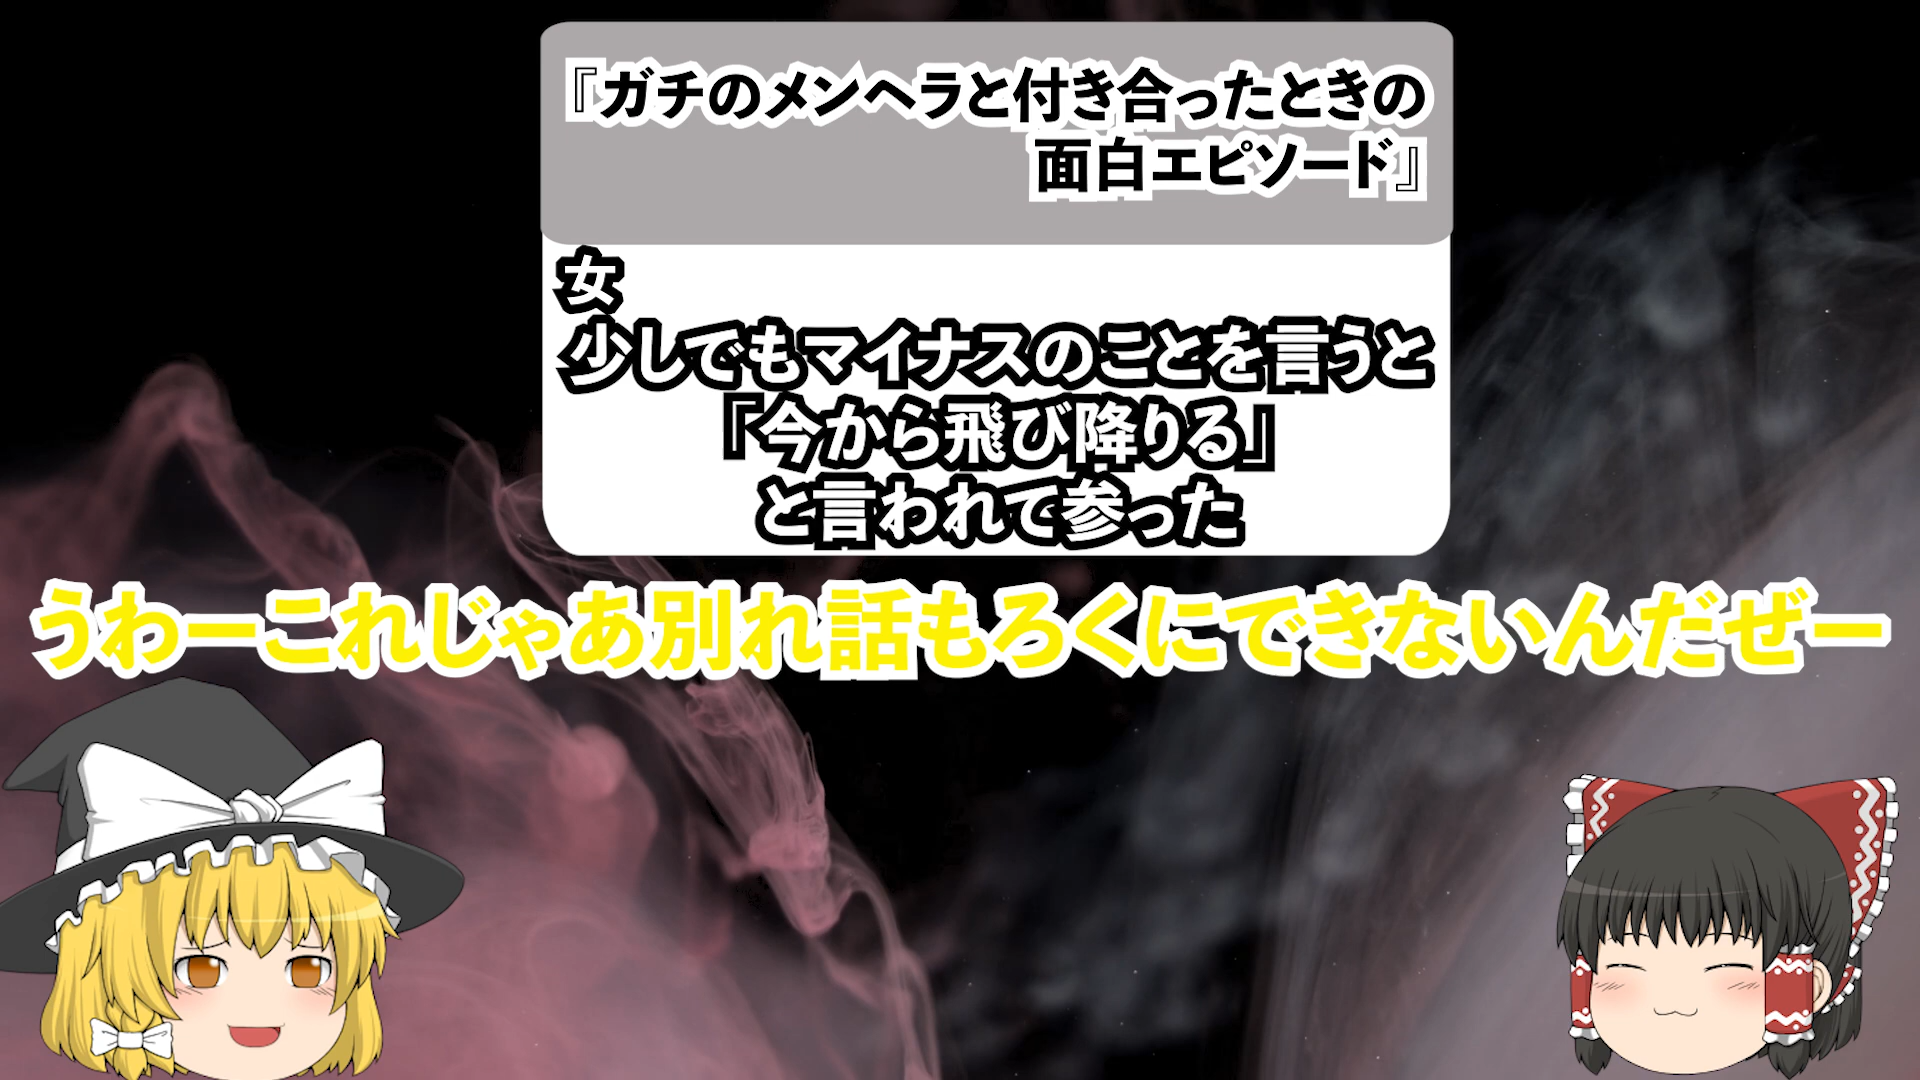 『ガチのメンヘラと付き合ったときの
面白エピソード』
女
少しでもマイナスのことを言うと
『今から飛び降りる』
と言われて参った
うわーこれじゃあ別れ話もろくにできないんだぜー